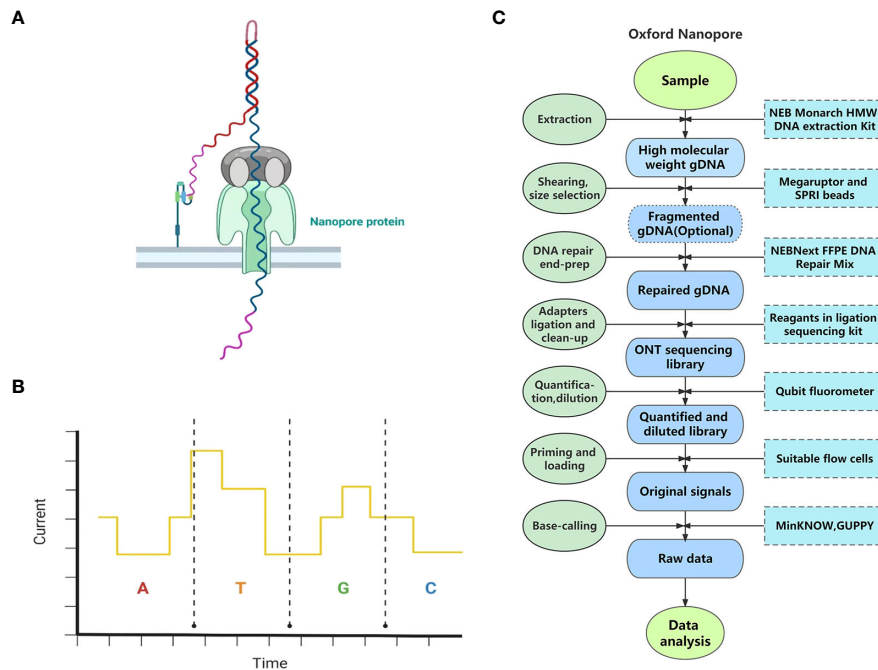 A
Nanopore protein
B
Current
A
T
G
C
Time
C
Oxford Nanopore
Sample
Extraction
NEB Monarch HMW
DNA extraction Kit
High molecular
weight gDNA
Shearing,
size selection
Megaruptor and
SPRI beads
Fragmented
gDNA(Optional)
DNA repair
end-prep
NEBNext FFPE DNA
Repair Mix
Repaired gDNA
Adapters
ligation and
clean-up
Reagants in ligation
sequencing kit
ONT sequencing
library
Quantifica-
tion,dilution
Qubit fluorometer
Quantified and
diluted library
Priming and
loading
Suitable flow cells
Original signals
Base-calling
MinKNOW,GUPPY
Raw data
Data
analysis